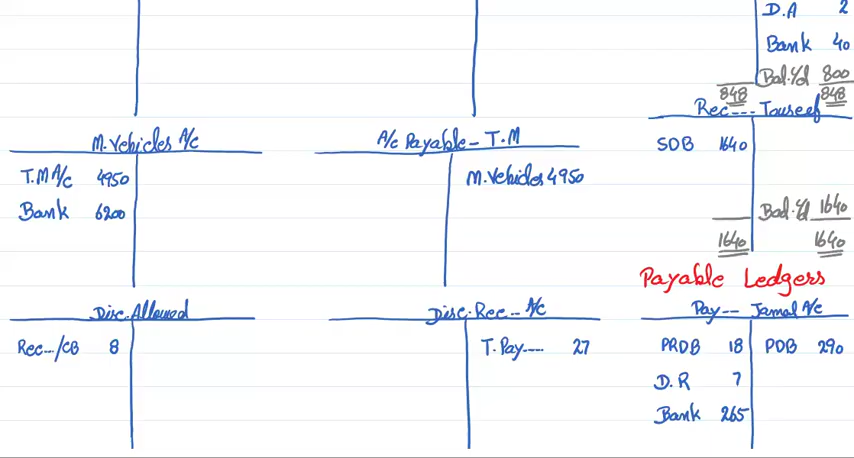 D.A 2
Bank 40
Bal.c/d 800
848 848
Rec--- Touseef
SDB 1640
Bal.c/d 1640
1640 1640
M.Vehicles A/c
T.M A/c 4950
Bank 6200
A/c Payable - T.M
M.Vehicles 4950
Payable Ledgers
Disc.Allowed
Rec--/CB 8
Disc.Rec-- A/c
T.Pay---- 27
Pay-- Jamal A/c
PRDB 18 PDB 290
D.R 7
Bank 265